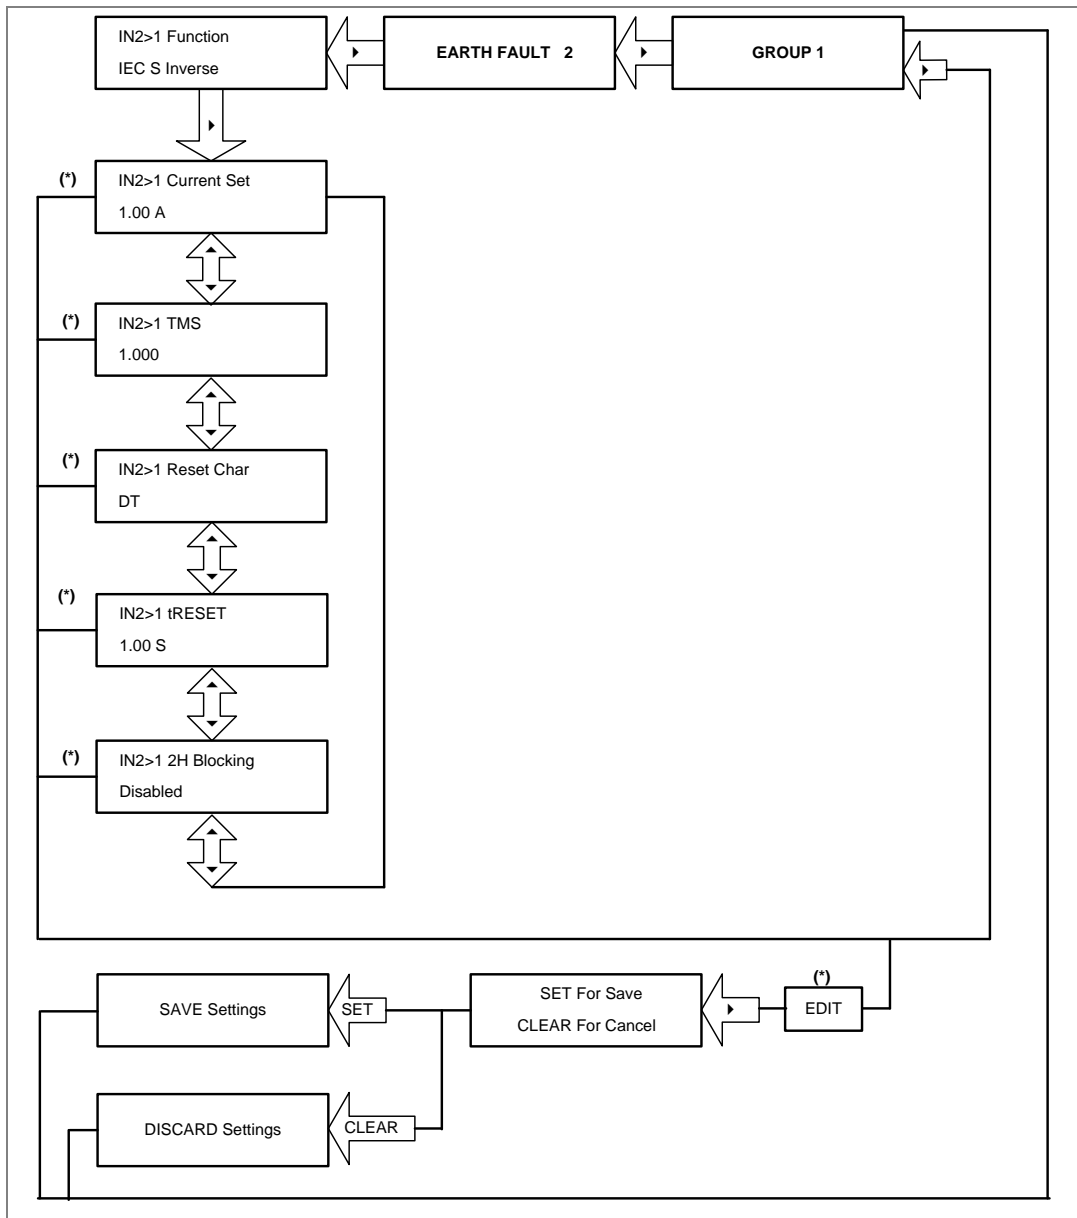 IN2>1 Function
IEC S Inverse
EARTH FAULT 2
GROUP 1
(*)
IN2>1 Current Set
1.00 A
(*)
IN2>1 TMS
1.000
(*)
IN2>1 Reset Char
DT
(*)
IN2>1 tRESET
1.00 S
(*)
IN2>1 2H Blocking
Disabled
SAVE Settings
SET
SET For Save
CLEAR For Cancel
(*)
EDIT
DISCARD Settings
CLEAR